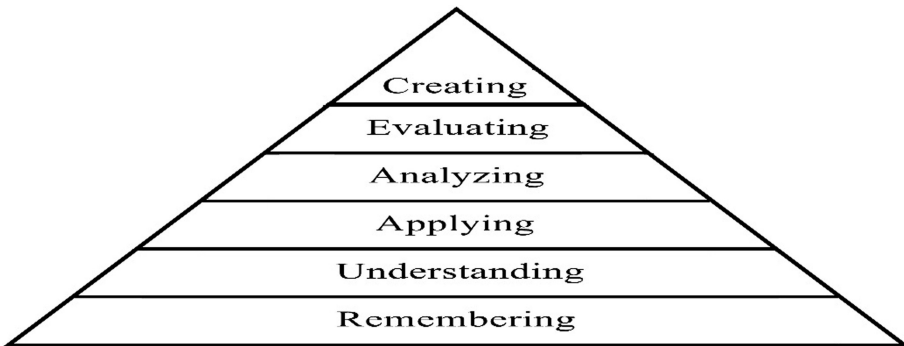 Creating
Evaluating
Analyzing
Applying
Understanding
Remembering